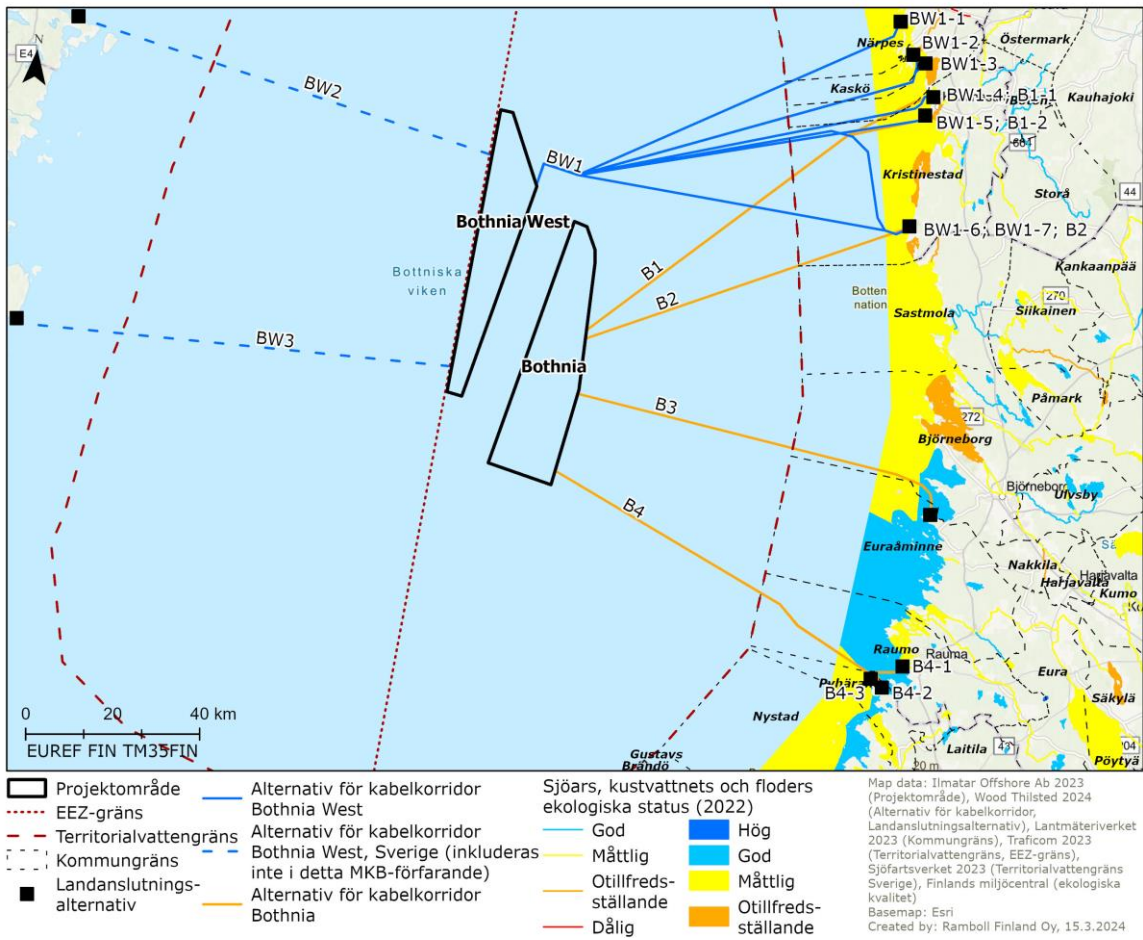 E4
N
BW2
BW1
BW3
Bothnia West
Bothnia
Bottniska
viken
B1
B2
B3
B4
BW1-1
BW1-2
BW1-3
BW1-4; B1-1
BW1-5; B1-2
BW1-6; BW1-7; B2
B4-1
B4-2
B4-3
Närpes
Östermark
Kaskö
Kauhajoki
664
44
Kristinestad
Storå
Kankaanpää
Botten
nation
270
Siikainen
Sastmola
Påmark
272
Björneborg
Björneborg
Ulvsby
Euraåminne
Nakkila
Harjavalta
Harjavalta
Kumo
Raumo
Rauma
Eura
Säkylä
Nystad
Laitila
Pöytyä
204
Gustavs
Brändö
20 m
0 20 40 km
EUREF FIN TM35FIN
Projektområde
EEZ-gräns
Territorialvattengräns
Kommungräns
Landanslutnings-
alternativ
Alternativ för kabelkorridor
Bothnia West
Alternativ för kabelkorridor
Bothnia West, Sverige (inkluderas
inte i detta MKB-förfarande)
Alternativ för kabelkorridor
Bothnia
Sjöars, kustvattnets och floders
ekologiska status (2022)
God
Måttlig
Otillfreds-
ställande
Dålig
Hög
God
Måttlig
Otillfreds-
ställande
Map data: Ilmatar Offshore Ab 2023
(Projektområde), Wood Thilsted 2024
(Alternativ för kabelkorridor,
Landanslutningsalternativ), Lantmäteriverket
2023 (Kommungräns), Traficom 2023
(Territorialvattengräns, EEZ-gräns),
Sjöfartsverket 2023 (Territorialvattengräns
Sverige), Finlands miljöcentral (ekologiska
kvalitet)
Basemap: Esri
Created by: Ramboll Finland Oy, 15.3.2024